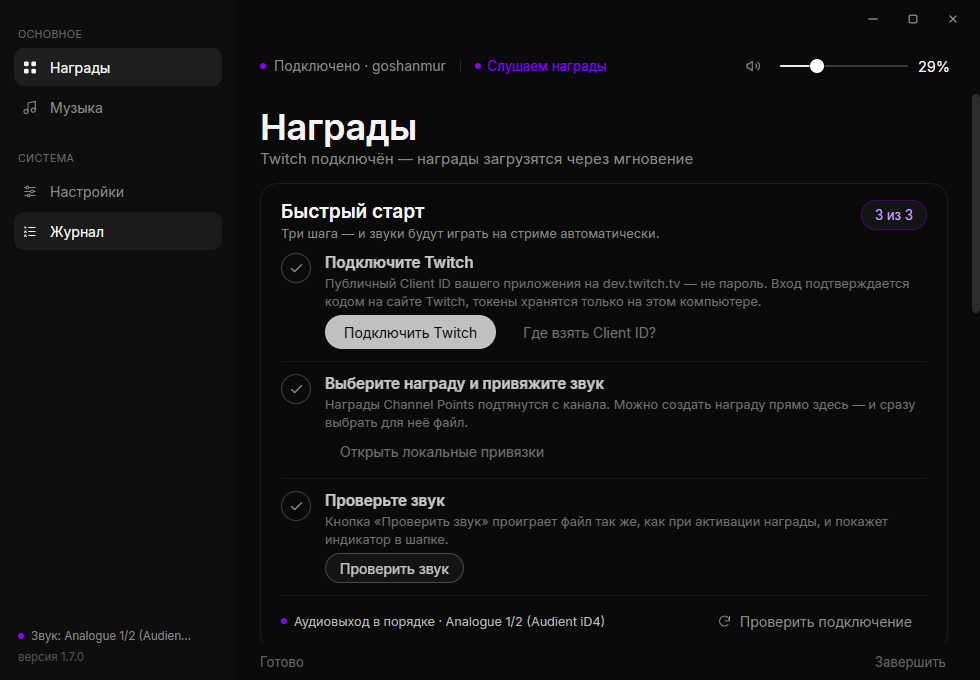 ОСНОВНОЕ
Награды
Музыка
СИСТЕМА
Настройки
Журнал
Звук: Analogue 1/2 (Audien...
версия 1.7.0
Подключено · goshanmur
Слушаем награды
29%
Награды
Twitch подключён — награды загрузятся через мгновение
Быстрый старт
3 из 3
Три шага — и звуки будут играть на стриме автоматически.
Подключите Twitch
Публичный Client ID вашего приложения на dev.twitch.tv — не пароль. Вход подтверждается
кодом на сайте Twitch, токены хранятся только на этом компьютере.
Подключить Twitch
Где взять Client ID?
Выберите награду и привяжите звук
Награды Channel Points подтянутся с канала. Можно создать награду прямо здесь — и сразу
выбрать для неё файл.
Открыть локальные привязки
Проверьте звук
Кнопка «Проверить звук» проиграет файл так же, как при активации награды, и покажет
индикатор в шапке.
Проверить звук
Аудиовыход в порядке · Analogue 1/2 (Audient iD4)
Проверить подключение
Готово
Завершить